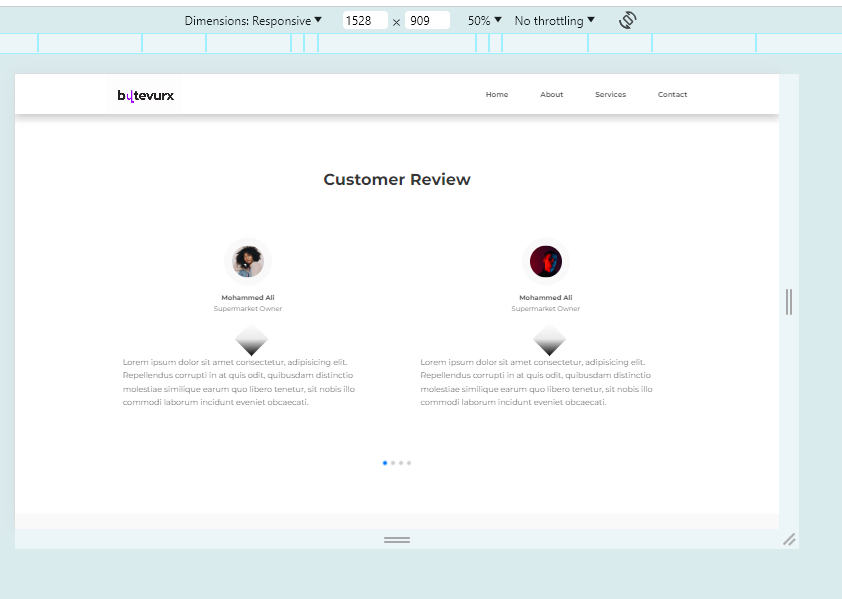 Dimensions: Responsive 1528 × 909 50% No throttling
bytevurx Home About Services Contact
Customer Review
Mohammed Ali
Supermarket Owner
Lorem ipsum dolor sit amet consectetur, adipisicing elit.
Repellendus corrupti in at quis odit, quibusdam distinctio
molestiae similique earum quo libero tenetur, sit nobis illo
commodi laborum incidunt eveniet obcaecati.
Mohammed Ali
Supermarket Owner
Lorem ipsum dolor sit amet consectetur, adipisicing elit.
Repellendus corrupti in at quis odit, quibusdam distinctio
molestiae similique earum quo libero tenetur, sit nobis illo
commodi laborum incidunt eveniet obcaecati.